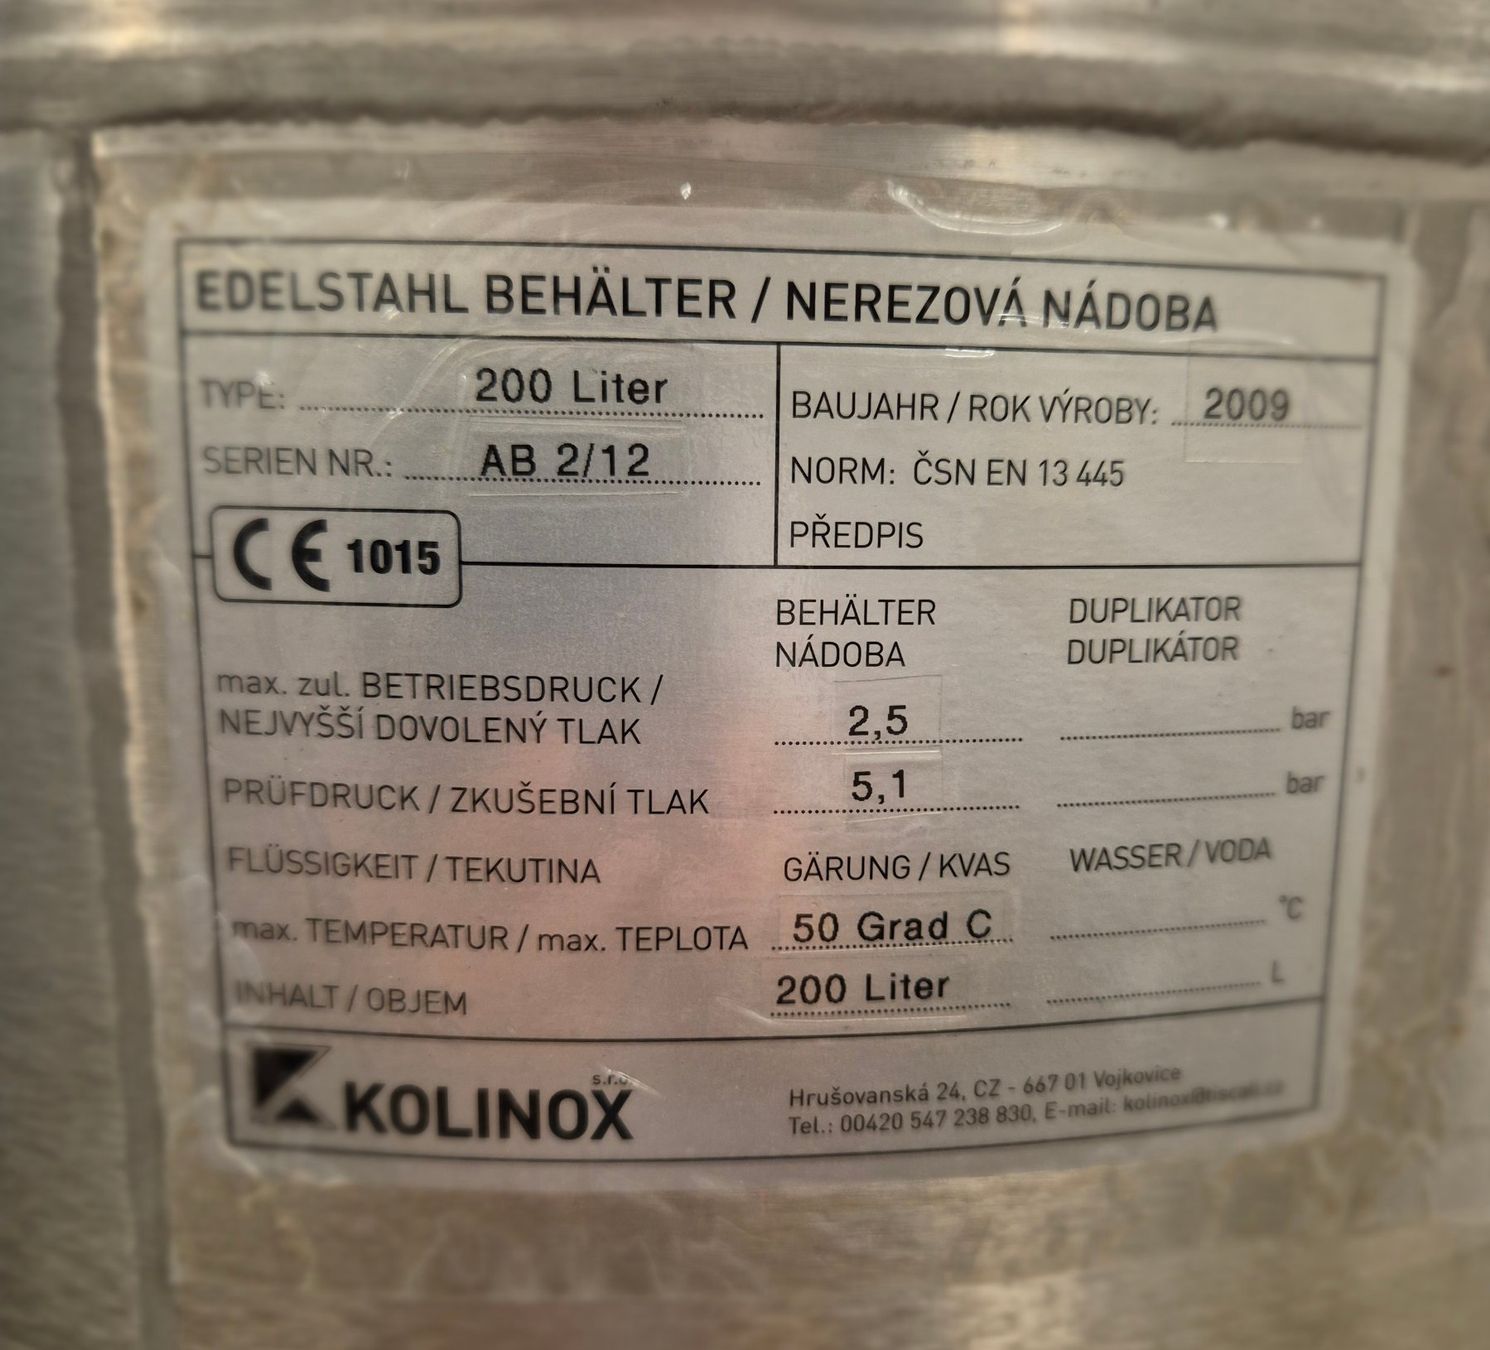 EDELSTAHL BEHÄLTER / NEREZOVÁ NÁDOBA
TYPE: 200 Liter
SERIEN NR.: AB 2/12
BAUJAHR / ROK VÝROBY: 2009
NORM: ČSN EN 13 445
PŘEDPIS
CE 1015
BEHÄLTER DUPLIKATOR
NÁDOBA DUPLIKÁTOR
max. zul. BETRIEBSDRUCK /
NEJVYŠŠÍ DOVOLENÝ TLAK 2,5 bar
PRÜFDRUCK / ZKUŠEBNÍ TLAK 5,1 bar
FLÜSSIGKEIT / TEKUTINA GÄRUNG / KVAS WASSER / VODA
max. TEMPERATUR / max. TEPLOTA 50 Grad C °C
INHALT / OBJEM 200 Liter L
KOLINOX s.r.o.
Hrušovanská 24, CZ - 667 01 Vojkovice
Tel.: 00420 547 238 830, E-mail: